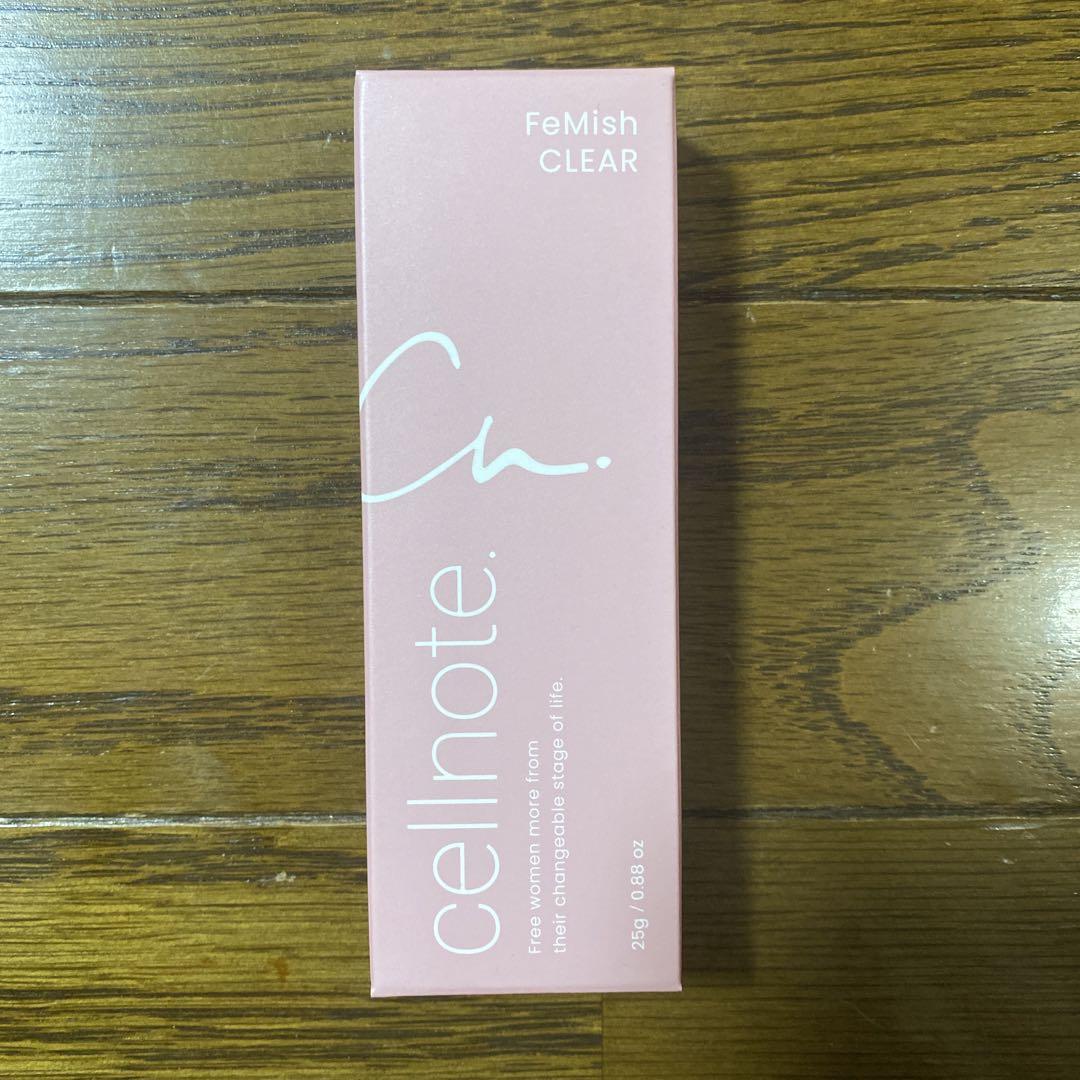 FeMish
CLEAR
Cn.
cellnote.
Free women more from
their changeable stage of life.
25g / 0.88 oz